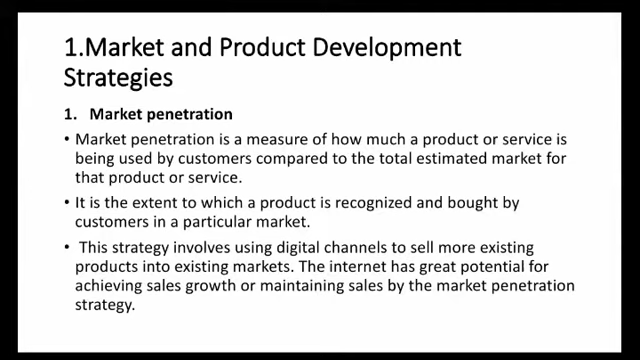 1.Market and Product Development
Strategies
1. Market penetration
• Market penetration is a measure of how much a product or service is
being used by customers compared to the total estimated market for
that product or service.
• It is the extent to which a product is recognized and bought by
customers in a particular market.
• This strategy involves using digital channels to sell more existing
products into existing markets. The internet has great potential for
achieving sales growth or maintaining sales by the market penetration
strategy.